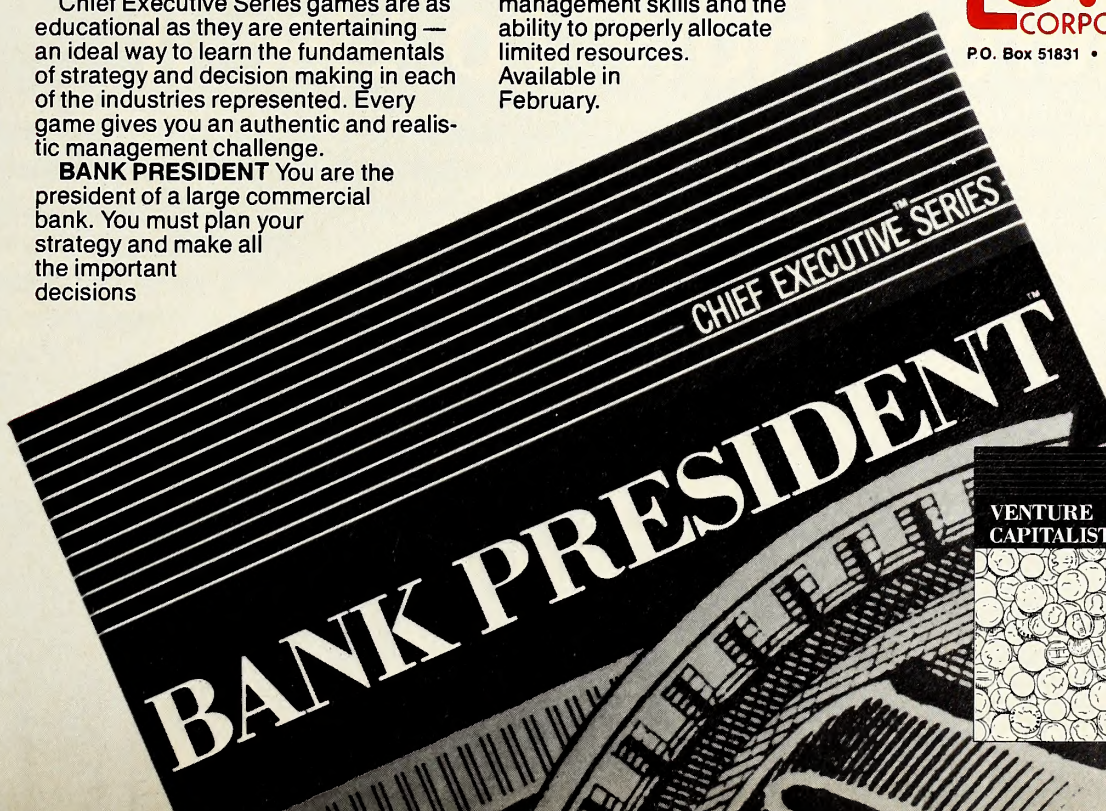 Chief Executive Series games are as
educational as they are entertaining —
an ideal way to learn the fundamentals
of strategy and decision making in each
of the industries represented. Every
game gives you an authentic and realis-
tic management challenge.
BANK PRESIDENT You are the
president of a large commercial
bank. You must plan your
strategy and make all
the important
decisions
management skills and the
ability to properly allocate
limited resources.
Available in
February.
P.O. Box 51831 •
CHIEF EXECUTIVE™ SERIES
BANK PRESIDENT™
VENTURE
CAPITALIST